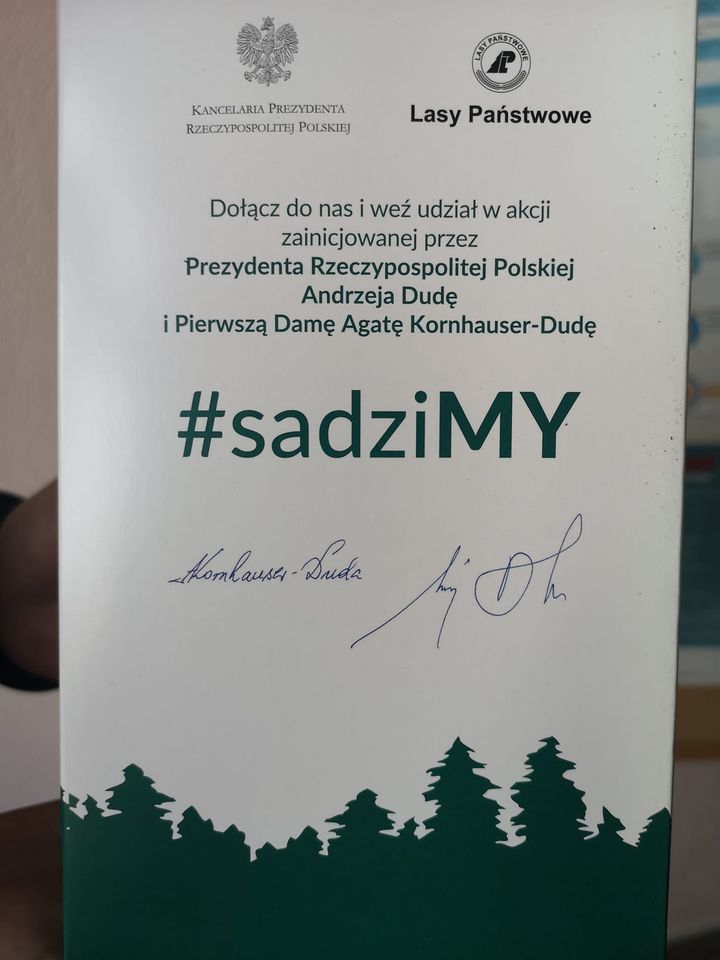 KANCELARIA PREZYDENTA
RZECZYPOSPOLITEJ POLSKIEJ
LASY PAŃSTWOWE
Lasy Państwowe
Dołącz do nas i weź udział w akcji
zainicjowanej przez
Prezydenta Rzeczypospolitej Polskiej
Andrzeja Dudę
i Pierwszą Damę Agatę Kornhauser-Dudę
#sadziMY
AKornhauser-Duda